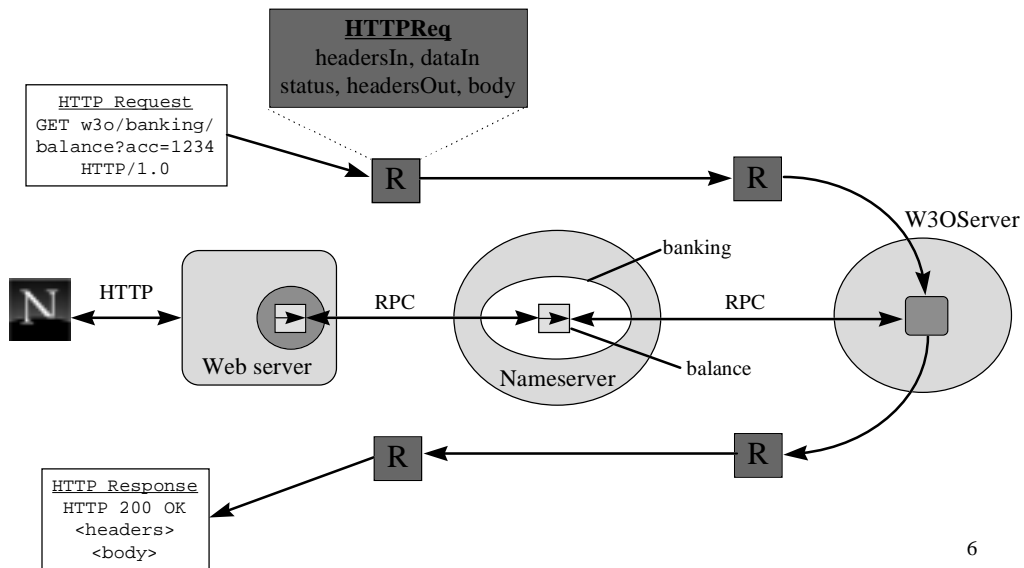 HTTPReq
headersIn, dataIn
status, headersOut, body
HTTP Request
GET w3o/banking/
balance?acc=1234
HTTP/1.0
R
R
W3OServer
banking
N
HTTP
RPC
RPC
Web server
Nameserver
balance
R
R
HTTP Response
HTTP 200 OK
<headers>
<body>
6